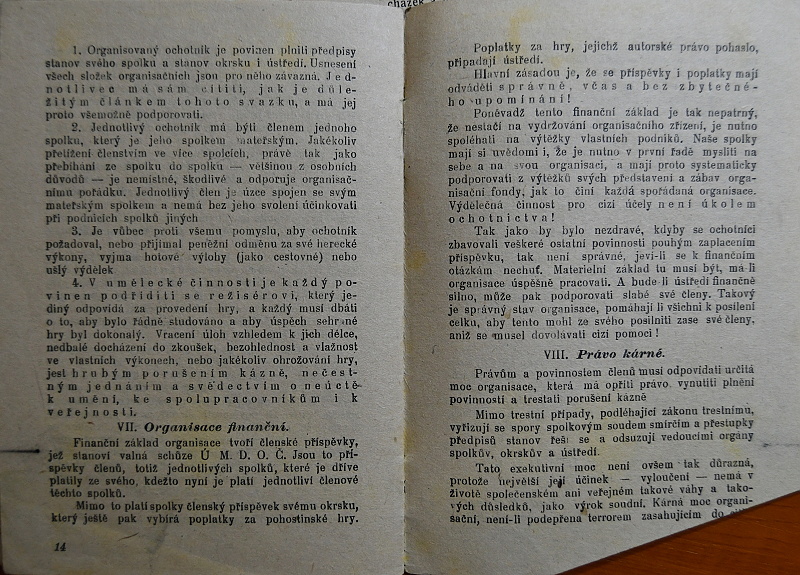 1. Organisovaný ochotník je povinen plniti předpisy
stanov svého spolku a stanov okrsku i ústředí. Usnesení
všech složek organisačních jsou pro něho závazná. Jed-
notlivec má sám cítiti, jak je důle-
žitým článkem tohoto svazku, a má jej
proto všemožně podporovati.
2. Jednotlivý ochotník má býti členem jednoho
spolku, který je jeho spolkem mateřským. Jakékoliv
přetížení členstvím ve více spolcích, právě tak jako
přebíhání ze spolku do spolku — většinou z osobních
důvodů — je nemístné, škodlivé a odporuje organisač-
nímu pořádku. Jednotlivý člen je úzce spojen se svým
mateřským spolkem a nemá bez jeho svolení účinkovati
při podnicích spolků jiných
3. Je vůbec proti všemu pomyslu, aby ochotník
požadoval, nebo přijímal peněžní odměnu za své herecké
výkony, vyjma hotové výlohy (jako cestovné) nebo
ušlý výdělek
4. V umělecké činnosti je každý po-
vinen podříditi se režisérovi, který je-
diný odpovídá za provedení hry, a každý musí dbáti
o to, aby bylo řádně studováno a aby úspěch sehrané
hry byl dokonalý. Vracení úloh vzhledem k jich délce,
nedbalé docházení do zkoušek, bezohlednost a vlažnost
ve vlastních výkonech, nebo jakékoliv ohrožování hry,
jest hrubým porušením kázně, nečest-
ným jednáním a svědectvím o neúctě
k umění, ke spolupracovníkům i k
veřejnosti.
VII. Organisace finanční.
Finanční základ organisace tvoří členské příspěvky,
jež stanoví valná schůze Ú M. D. O. Č. Jsou to pří-
spěvky členů, totiž jednotlivých spolků, které je dříve
platily ze svého, kdežto nyní je platí jednotliví členové
těchto spolků.
Mimo to platí spolky členský příspěvek svému okrsku,
který ještě pak vybírá poplatky za pohostinské hry.
14
Poplatky za hry, jejichž autorské právo pohaslo,
připadají ústředí.
Hlavní zásadou je, že se příspěvky i poplatky mají
odváděti správně, včas a bez zbytečné-
ho upomínání!
Poněvadž tento finanční základ je tak nepatrný,
že nestačí na vydržování organisačního zřízení, je nutno
spoléhati na výtěžky vlastních podniků. Naše spolky
mají si uvědomi i, že je nutno v první řadě mysliti na
sebe a na svou organisaci, a mají proto systematicky
podporovati z výtěžků svých představení a zábav orga-
nisační fondy, jak to činí každá spořádaná organisace.
Výdělečná činnost pro cizí účely není úkolem
ochotnictva!
Tak jako by bylo nezdravé, kdyby se ochotníci
zbavovali veškeré ostatní povinnosti pouhým zaplacením
příspěvku, tak není správné, jeví-li se k finančním
otázkám nechuť. Materielní základ tu musí být, má-li
organisace úspěšně pracovati. A bude-li ústředí finančně
silno, může pak podporovati slabé své členy. Takový
je správný stav organisace, pomáhají li všichni k posílení
celku, aby tento mohl ze svého posílniti zase své členy,
aniž se musel dovolávati cizí pomoci!
VIII. Právo kárné.
Právům a povinnostem členů musí odpovídati určitá
moc organisace, která má opříti právo vynutiti plnění
povinností a trestati porušení kázně
Mimo trestní případy, podléhající zákonu trestnímu,
vyřizují se spory spolkovým soudem smírčím a přestupky
předpisů stanov řeší se a odsuzují vedoucími orgány
spolkův, okrskův a ústředí.
Tato exekutivní moc není ovšem tak důrazná,
protože největší její účinek — vyloučení — nemá v
životě společenském ani veřejném takové váhy a tako-
vých důsledků, jako výrok soudní. Kárná moc organi-
sační, není-li podepřena terrorem zasahujícím do